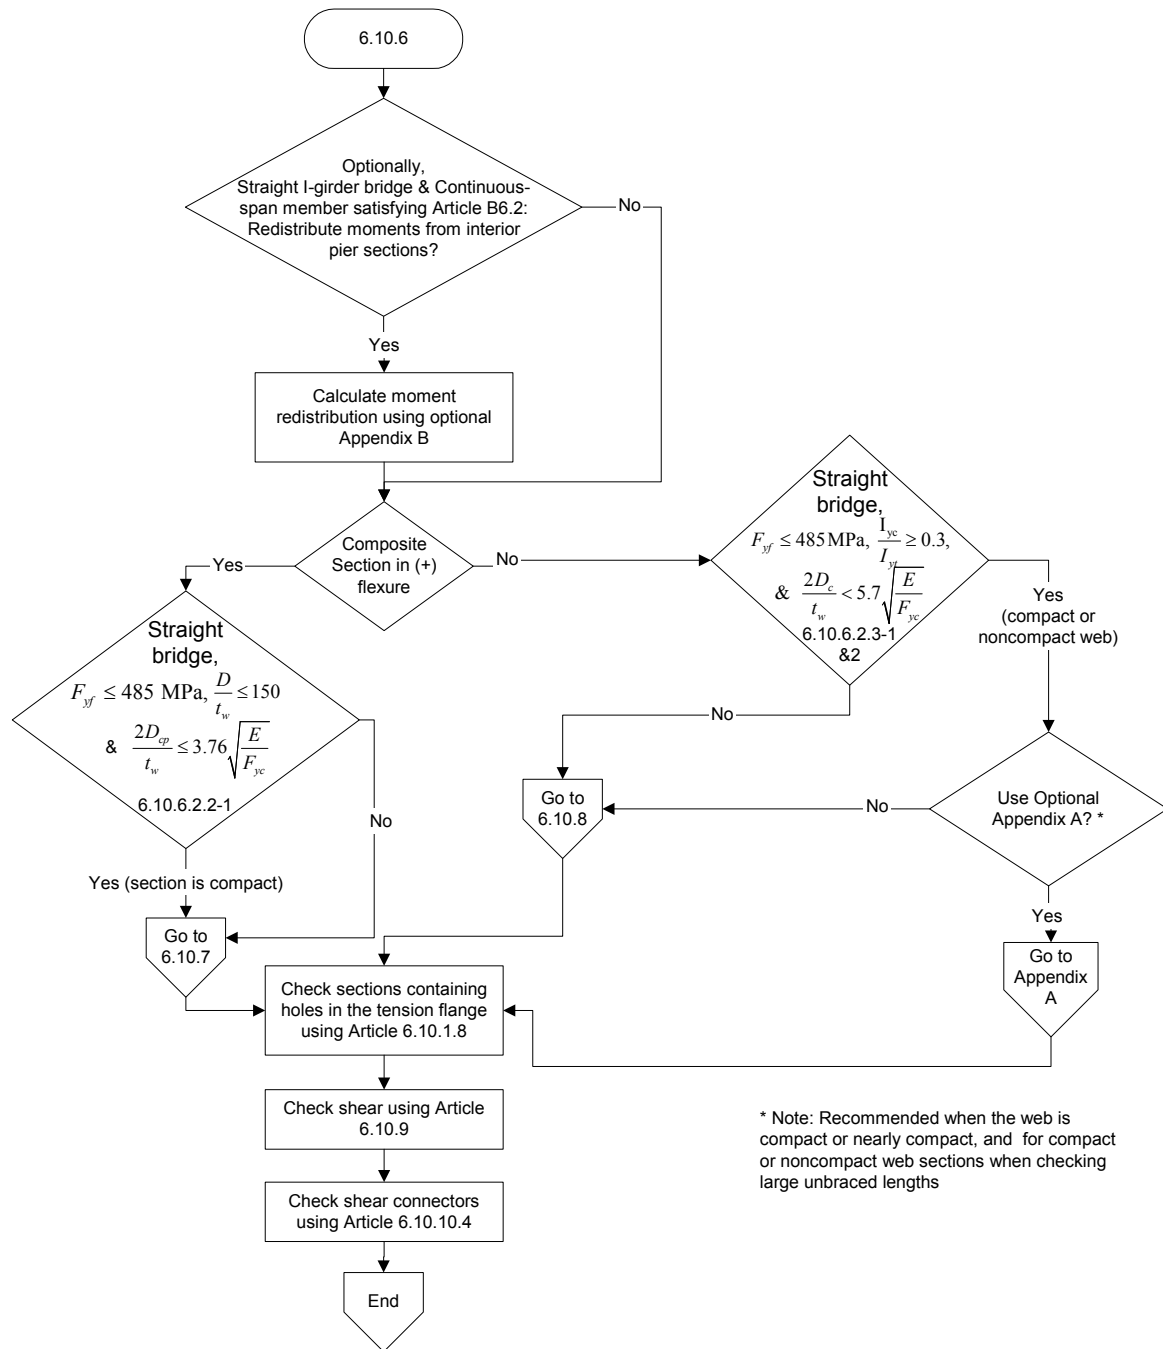 6.10.6
Optionally,
Straight I-girder bridge & Continuous-
span member satisfying Article B6.2:
Redistribute moments from interior
pier sections?
No
Yes
Calculate moment
redistribution using optional
Appendix B
Composite
Section in (+)
flexure
Yes
No
Straight
bridge,
F_yf ≤ 485 MPa, I_yc/I_yt ≥ 0.3,
& 2D_c/t_w < 5.7 √(E/F_yc)
6.10.6.2.3-1
&2
Yes
(compact or
noncompact web)
No
Straight
bridge,
F_yf ≤ 485 MPa, D/t_w ≤ 150
& 2D_cp/t_w ≤ 3.76 √(E/F_yc)
6.10.6.2.2-1
No
Yes (section is compact)
Go to
6.10.7
Go to
6.10.8
No
Use Optional
Appendix A? *
Yes
Go to
Appendix
A
Check sections containing
holes in the tension flange
using Article 6.10.1.8
Check shear using Article
6.10.9
Check shear connectors
using Article 6.10.10.4
End
* Note: Recommended when the web is
compact or nearly compact, and for compact
or noncompact web sections when checking
large unbraced lengths